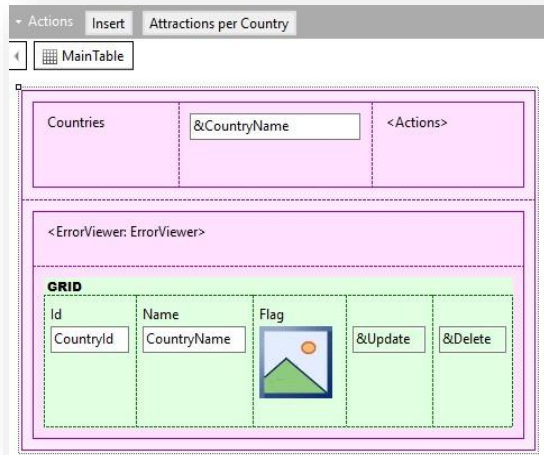 Actions Insert Attractions per Country
MainTable
Countries &CountryName <Actions>
<ErrorViewer: ErrorViewer>
GRID
Id Name Flag
CountryId CountryName &Update &Delete